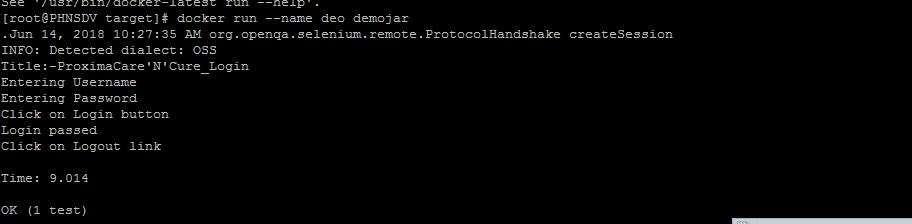 See '/usr/bin/docker-latest run --help'.
[root@PHNSDV target]# docker run --name deo demojar
.Jun 14, 2018 10:27:35 AM org.openqa.selenium.remote.ProtocolHandshake createSession
INFO: Detected dialect: OSS
Title:-ProximaCare'N'Cure_Login
Entering Username
Entering Password
Click on Login button
Login passed
Click on Logout link
Time: 9.014
OK (1 test)